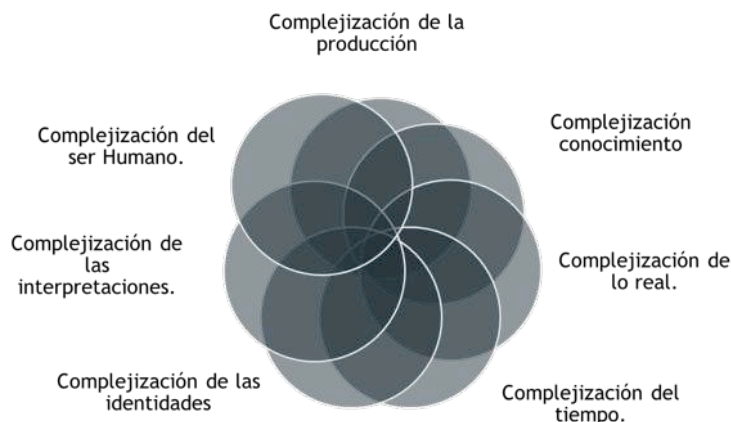 Complejización de la
producción
Complejización
conocimiento
Complejización de
lo real.
Complejización del
tiempo.
Complejización de las
identidades
Complejización de
las
interpretaciones.
Complejización del
ser Humano.